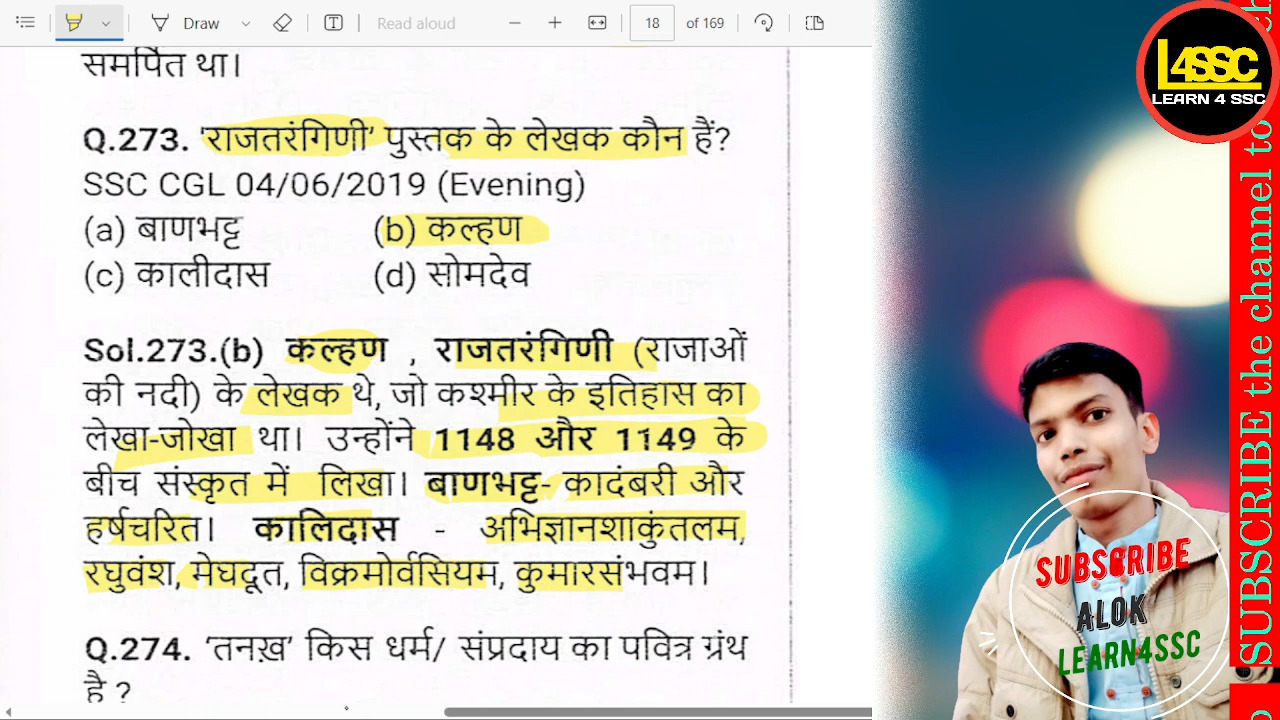 Draw
Read aloud
18 of 169
समर्पित था।
Q.273. 'राजतरंगिणी' पुस्तक के लेखक कौन हैं?
SSC CGL 04/06/2019 (Evening)
(a) बाणभट्ट (b) कल्हण
(c) कालीदास (d) सोमदेव
Sol.273.(b) कल्हण , राजतरंगिणी (राजाओं
की नदी) के लेखक थे, जो कश्मीर के इतिहास का
लेखा-जोखा था। उन्होंने 1148 और 1149 के
बीच संस्कृत में लिखा। बाणभट्ट- कादंबरी और
हर्षचरित। कालिदास - अभिज्ञानशाकुंतलम,
रघुवंश, मेघदूत, विक्रमोर्वसियम, कुमारसंभवम।
Q.274. 'तनख़' किस धर्म/ संप्रदाय का पवित्र ग्रंथ
है ?
L4SSC
LEARN 4 SSC
SUBSCRIBE the channel to
SUBSCRIBE
ALOK
LEARN4SSC